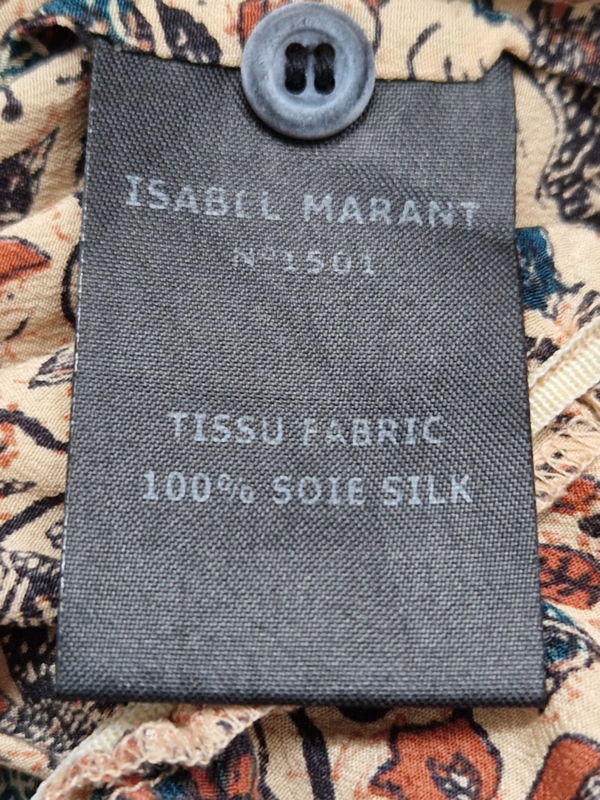 ISABEL MARANT
N°1501
TISSU FABRIC
100% SOIE SILK